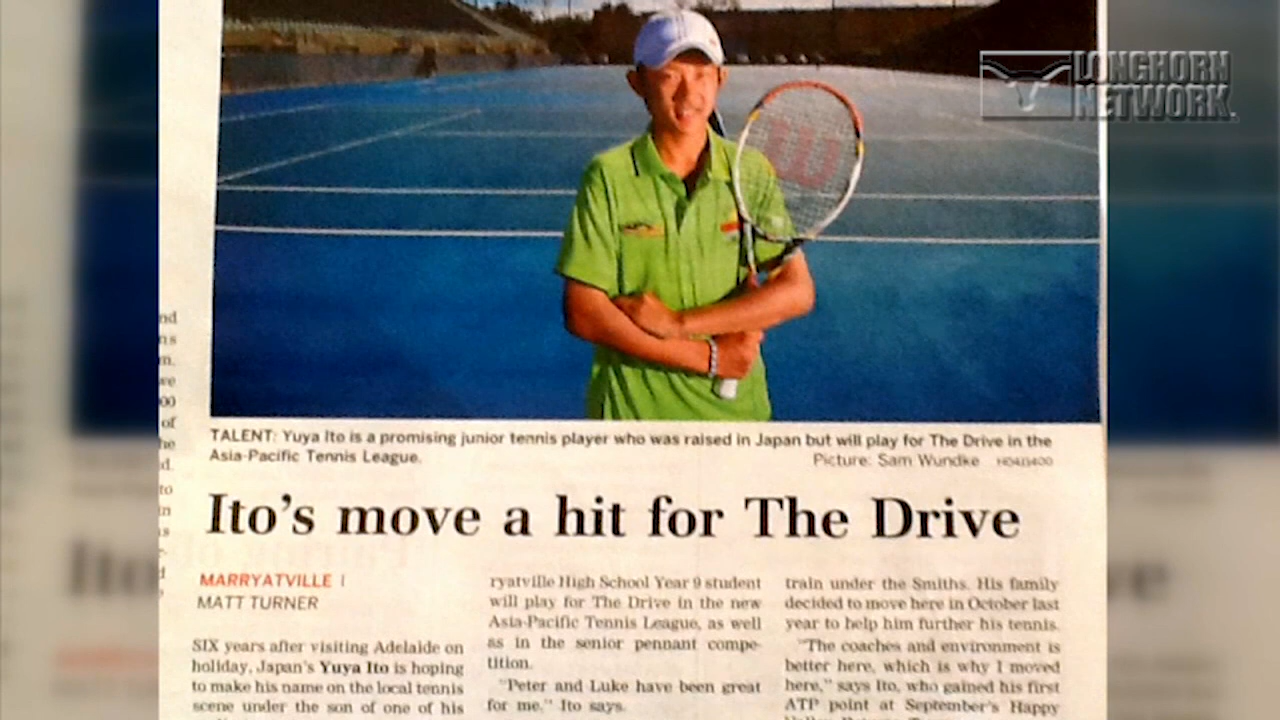 LONGHORN
NETWORK
TALENT: Yuya Ito is a promising junior tennis player who was raised in Japan but will play for The Drive in the
Asia-Pacific Tennis League.
Picture: Sam Wundke
Ito's move a hit for The Drive
MARRYATVILLE |
MATT TURNER
SIX years after visiting Adelaide on
holiday, Japan's Yuya Ito is hoping
to make his name on the local tennis
scene under the son of one of his
ryatville High School Year 9 student
will play for The Drive in the new
Asia-Pacific Tennis League, as well
as in the senior pennant compe-
tition.
"Peter and Luke have been great
for me," Ito says.
train under the Smiths. His family
decided to move here in October last
year to help him further his tennis.
"The coaches and environment is
better here, which is why I moved
here," says Ito, who gained his first
ATP point at September's Happy